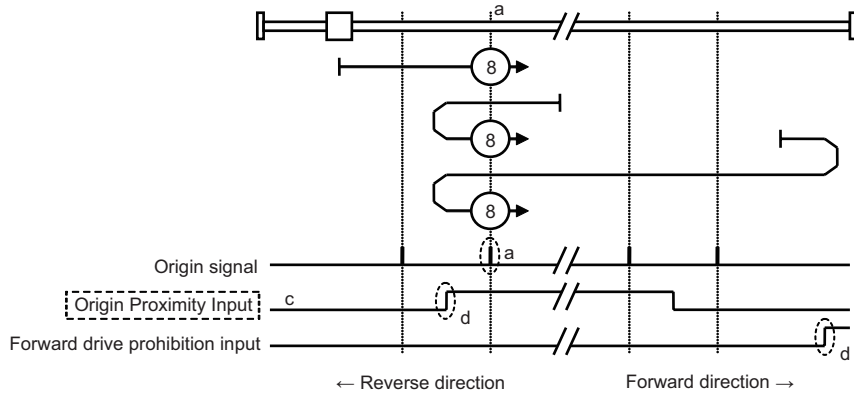 a
8
8
8
Origin signal a
Origin Proximity Input c
d
Forward drive prohibition input
d
← Reverse direction Forward direction →